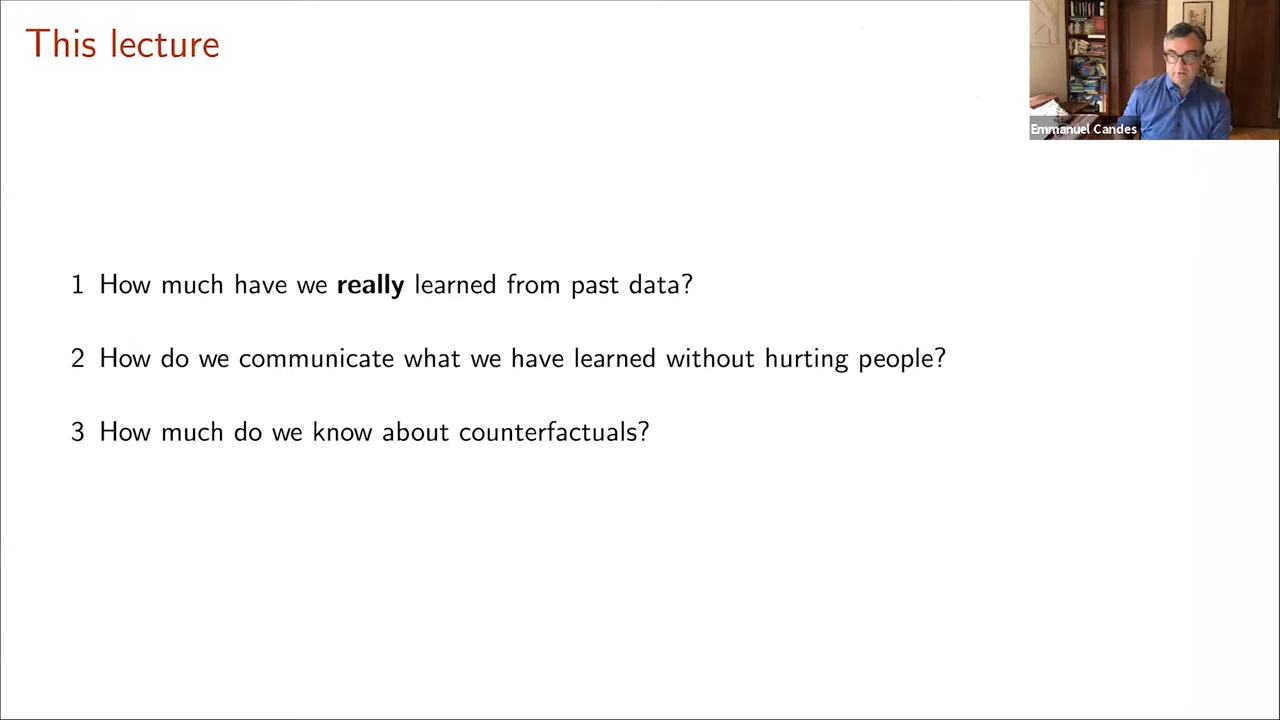 This lecture
Emmanuel Candes
1 How much have we really learned from past data?
2 How do we communicate what we have learned without hurting people?
3 How much do we know about counterfactuals?